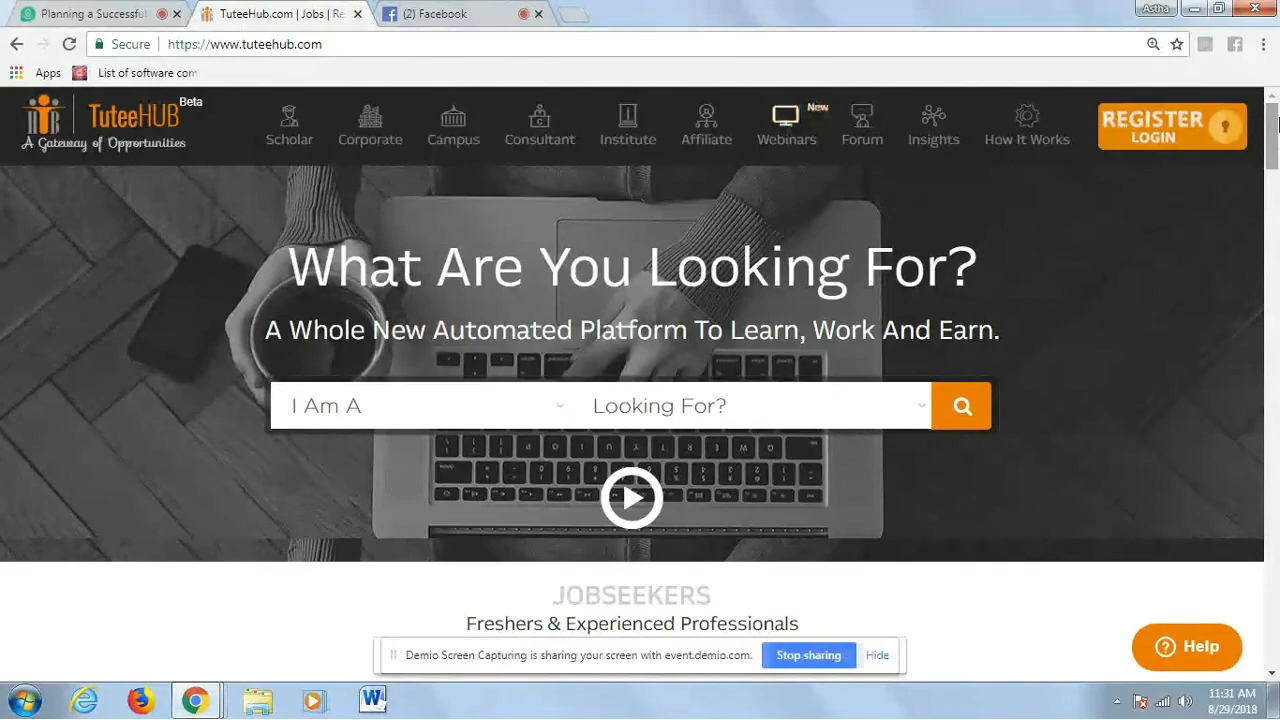 Planning a Successful
TuteeHub.com | Jobs | Re
(2) Facebook
Astha
Secure
https://www.tuteehub.com
Apps
List of software com
TuteeHUB Beta
A Gateway of Opportunities
Scholar
Corporate
Campus
Consultant
Institute
Affiliate
Webinars
New
Forum
Insights
How It Works
REGISTER
LOGIN
What Are You Looking For?
A Whole New Automated Platform To Learn, Work And Earn.
I Am A
Looking For?
JOBSEEKERS
Freshers & Experienced Professionals
Demio Screen Capturing is sharing your screen with event.demio.com.
Stop sharing
Hide
Help
11:31 AM
8/29/2018